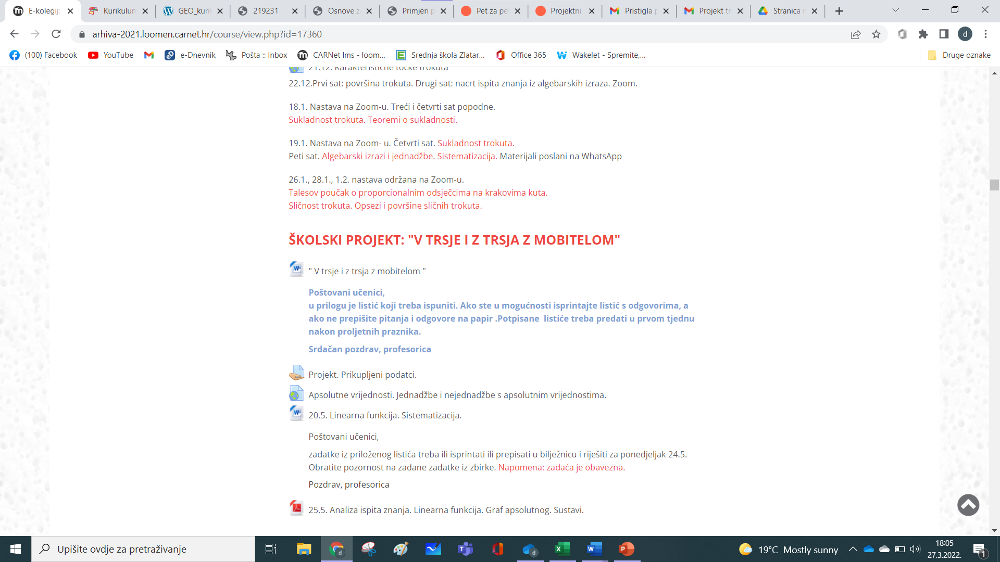 E-kolegij:
Kurikulum
GEO_kuri
219231
Osnove z
Primjeri p
Pet za pe
Projektni
Pristigla p
Projekt tr
Stranica n
arhiva-2021.loomen.carnet.hr/course/view.php?id=17360
d
(100) Facebook
YouTube
e-Dnevnik
Pošta :: Inbox
CARNet lms - loom...
Srednja škola Zlatar...
Office 365
Wakelet - Spremite,...
Druge oznake
21.12. Karakteristične točke trokuta
22.12.Prvi sat: površina trokuta. Drugi sat: nacrt ispita znanja iz algebarskih izraza. Zoom.
18.1. Nastava na Zoom-u. Treći i četvrti sat popodne.
Sukladnost trokuta. Teoremi o sukladnosti.
19.1. Nastava na Zoom- u. Četvrti sat. Sukladnost trokuta.
Peti sat. Algebarski izrazi i jednadžbe. Sistematizacija. Materijali poslani na WhatsApp
26.1., 28.1., 1.2. nastava održana na Zoom-u.
Talesov poučak o proporcionalnim odsječcima na krakovima kuta.
Sličnost trokuta. Opsezi i površine sličnih trokuta.
ŠKOLSKI PROJEKT: "V TRSJE I Z TRSJA Z MOBITELOM"
" V trsje i z trsja z mobitelom "
Poštovani učenici,
u prilogu je listić koji treba ispuniti. Ako ste u mogućnosti isprintajte listić s odgovorima, a
ako ne prepišite pitanja i odgovore na papir .Potpisane listiće treba predati u prvom tjednu
nakon proljetnih praznika.
Srdačan pozdrav, profesorica
Projekt. Prikupljeni podatci.
Apsolutne vrijednosti. Jednadžbe i nejednadžbe s apsolutnim vrijednostima.
20.5. Linearna funkcija. Sistematizacija.
Poštovani učenici,
zadatke iz priloženog listića treba ili isprintati ili prepisati u bilježnicu i riješiti za ponedjeljak 24.5.
Obratite pozornost na zadane zadatke iz zbirke. Napomena: zadaća je obavezna.
Pozdrav, profesorica
25.5. Analiza ispita znanja. Linearna funkcija. Graf apsolutnog. Sustavi.
Upišite ovdje za pretraživanje
19°C Mostly sunny
18:05
27.3.2022.
1